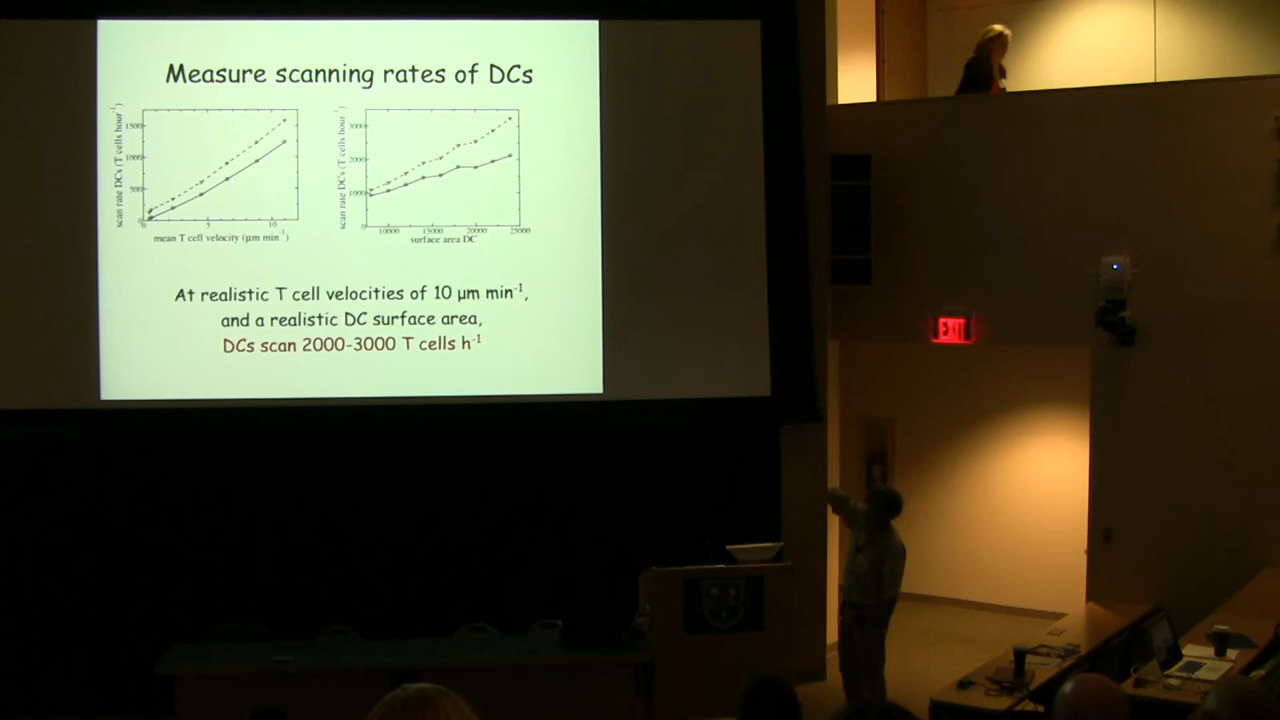 Measure scanning rates of DCs
scan rate DCs (T cells hour⁻¹)
1500
1000
500
0
0
5
10
mean T cell velocity (µm min⁻¹)
scan rate DCs (T cells hour⁻¹)
3000
2000
1000
0
10000
15000
20000
25000
surface area DC
At realistic T cell velocities of 10 µm min⁻¹,
and a realistic DC surface area,
DCs scan 2000-3000 T cells h⁻¹
EXIT